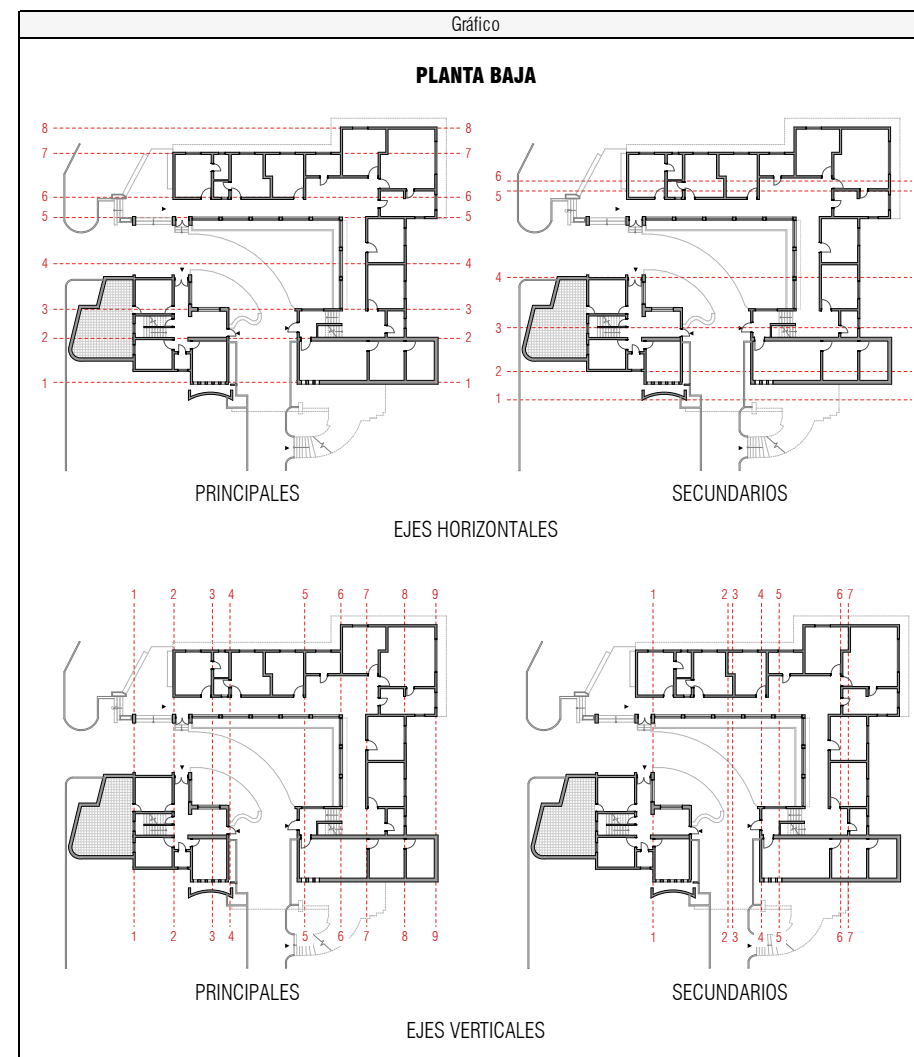 Gráfico
PLANTA BAJA
8 8
7 7
6 6
5 5
4 4
3 3
2 2
1 1
6
5
4
3
2
1
PRINCIPALES SECUNDARIOS
EJES HORIZONTALES
1 2 3 4 5 6 7 8 9
1 2 3 4 5 6 7
1 2 3 4 5 6 7 8 9
1 2 3 4 5 6 7
PRINCIPALES SECUNDARIOS
EJES VERTICALES